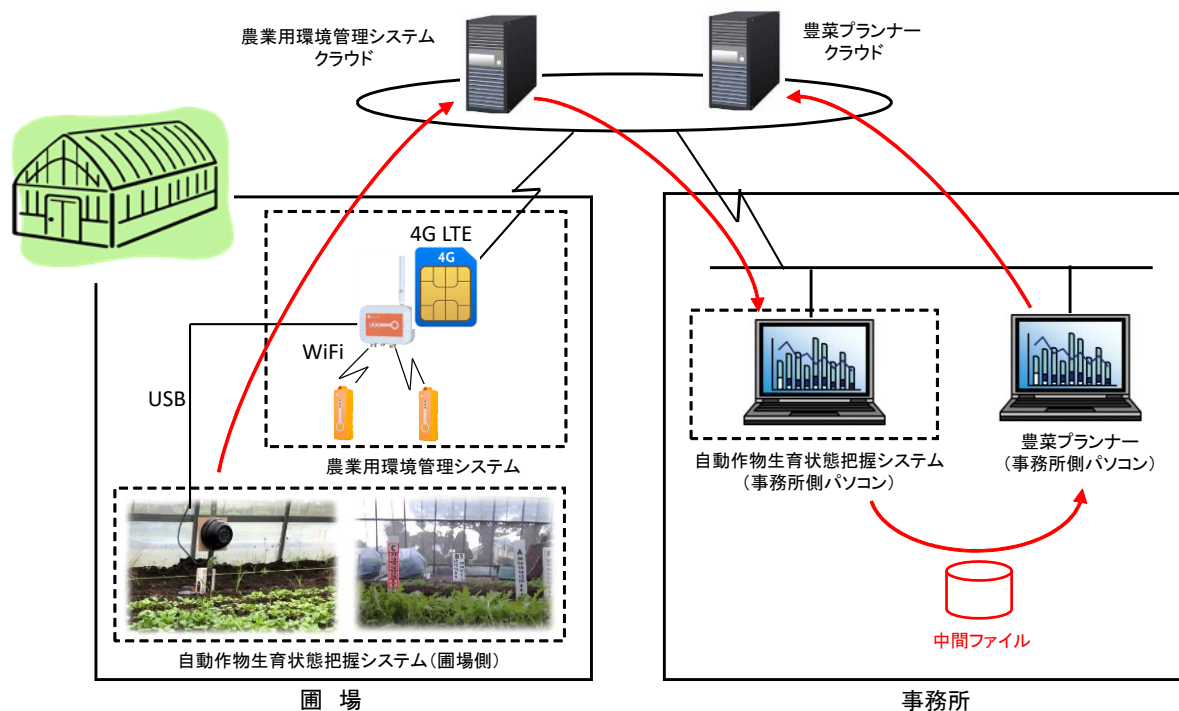 農業用環境管理システム
クラウド
豊菜プランナー
クラウド
4G LTE
4G
WiFi
USB
農業用環境管理システム
自動作物生育状態把握システム(圃場側)
圃 場
自動作物生育状態把握システム
(事務所側パソコン)
豊菜プランナー
(事務所側パソコン)
中間ファイル
事務所
C
B
A